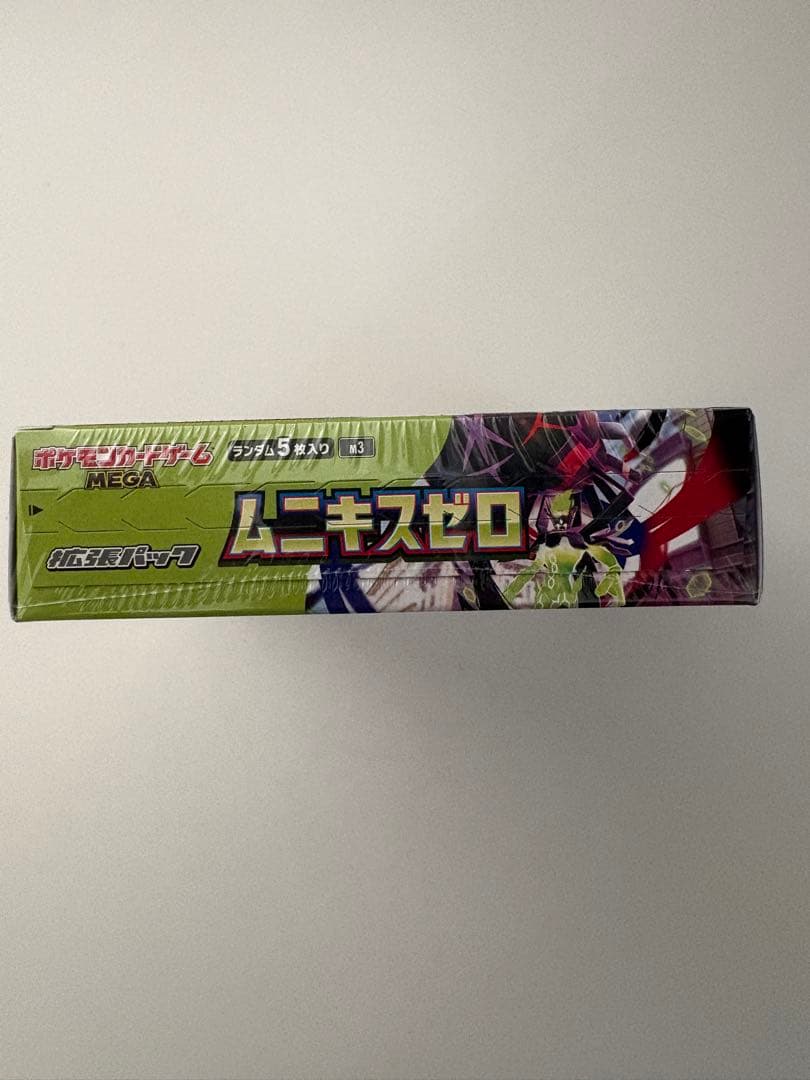 ポケモンカードゲーム
MEGA
ランダム5枚入り M3
ムニキスゼロ
拡張パック